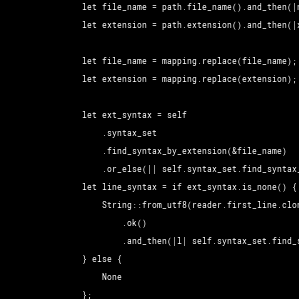 let file_name = path.file_name().and_then(|
let extension = path.extension().and_then(|
let file_name = mapping.replace(file_name);
let extension = mapping.replace(extension);
let ext_syntax = self
.syntax_set
.find_syntax_by_extension(&file_name)
.or_else(|| self.syntax_set.find_syntax_
let line_syntax = if ext_syntax.is_none() {
String::from_utf8(reader.first_line.clon
.ok()
.and_then(|l| self.syntax_set.find_s
} else {
None
};